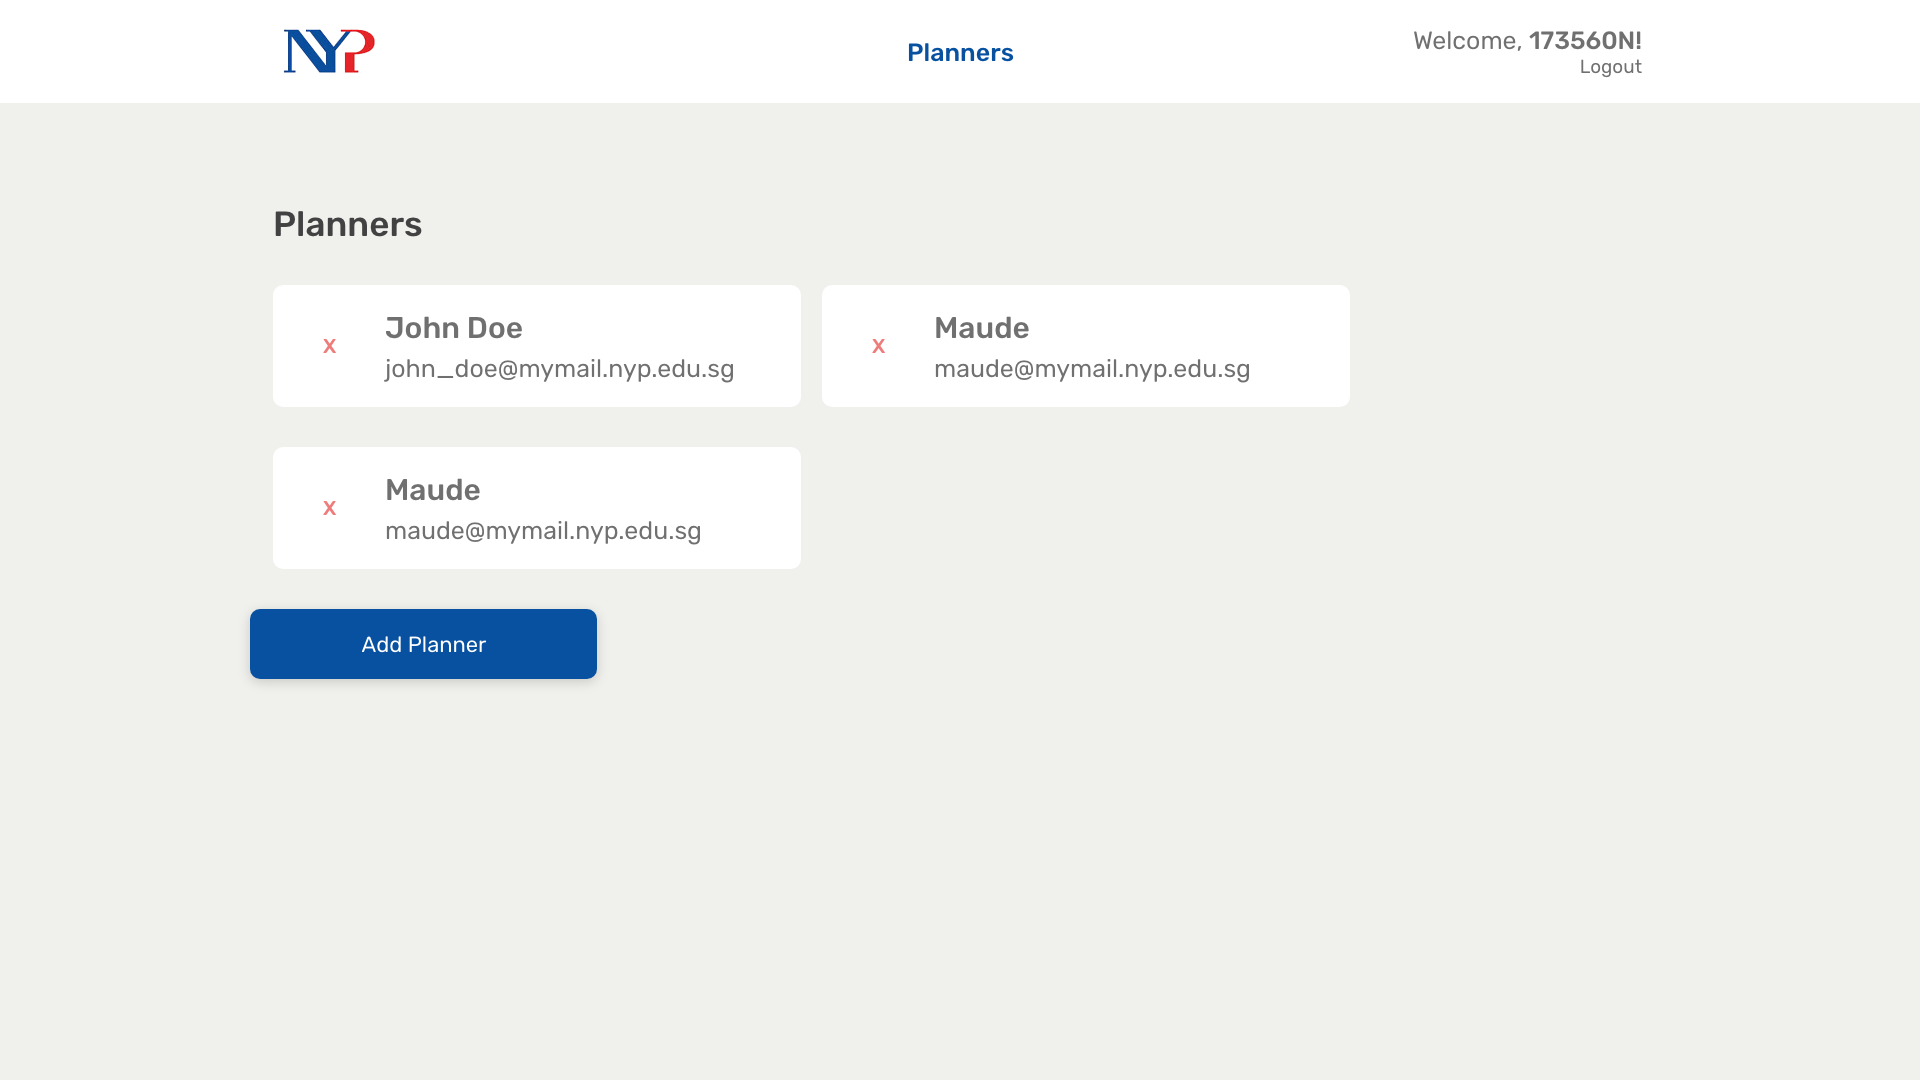 NYP
Planners
Welcome, 173560N!
Logout
Planners
X
John Doe
john_doe@mymail.nyp.edu.sg
X
Maude
maude@mymail.nyp.edu.sg
X
Maude
maude@mymail.nyp.edu.sg
Add Planner